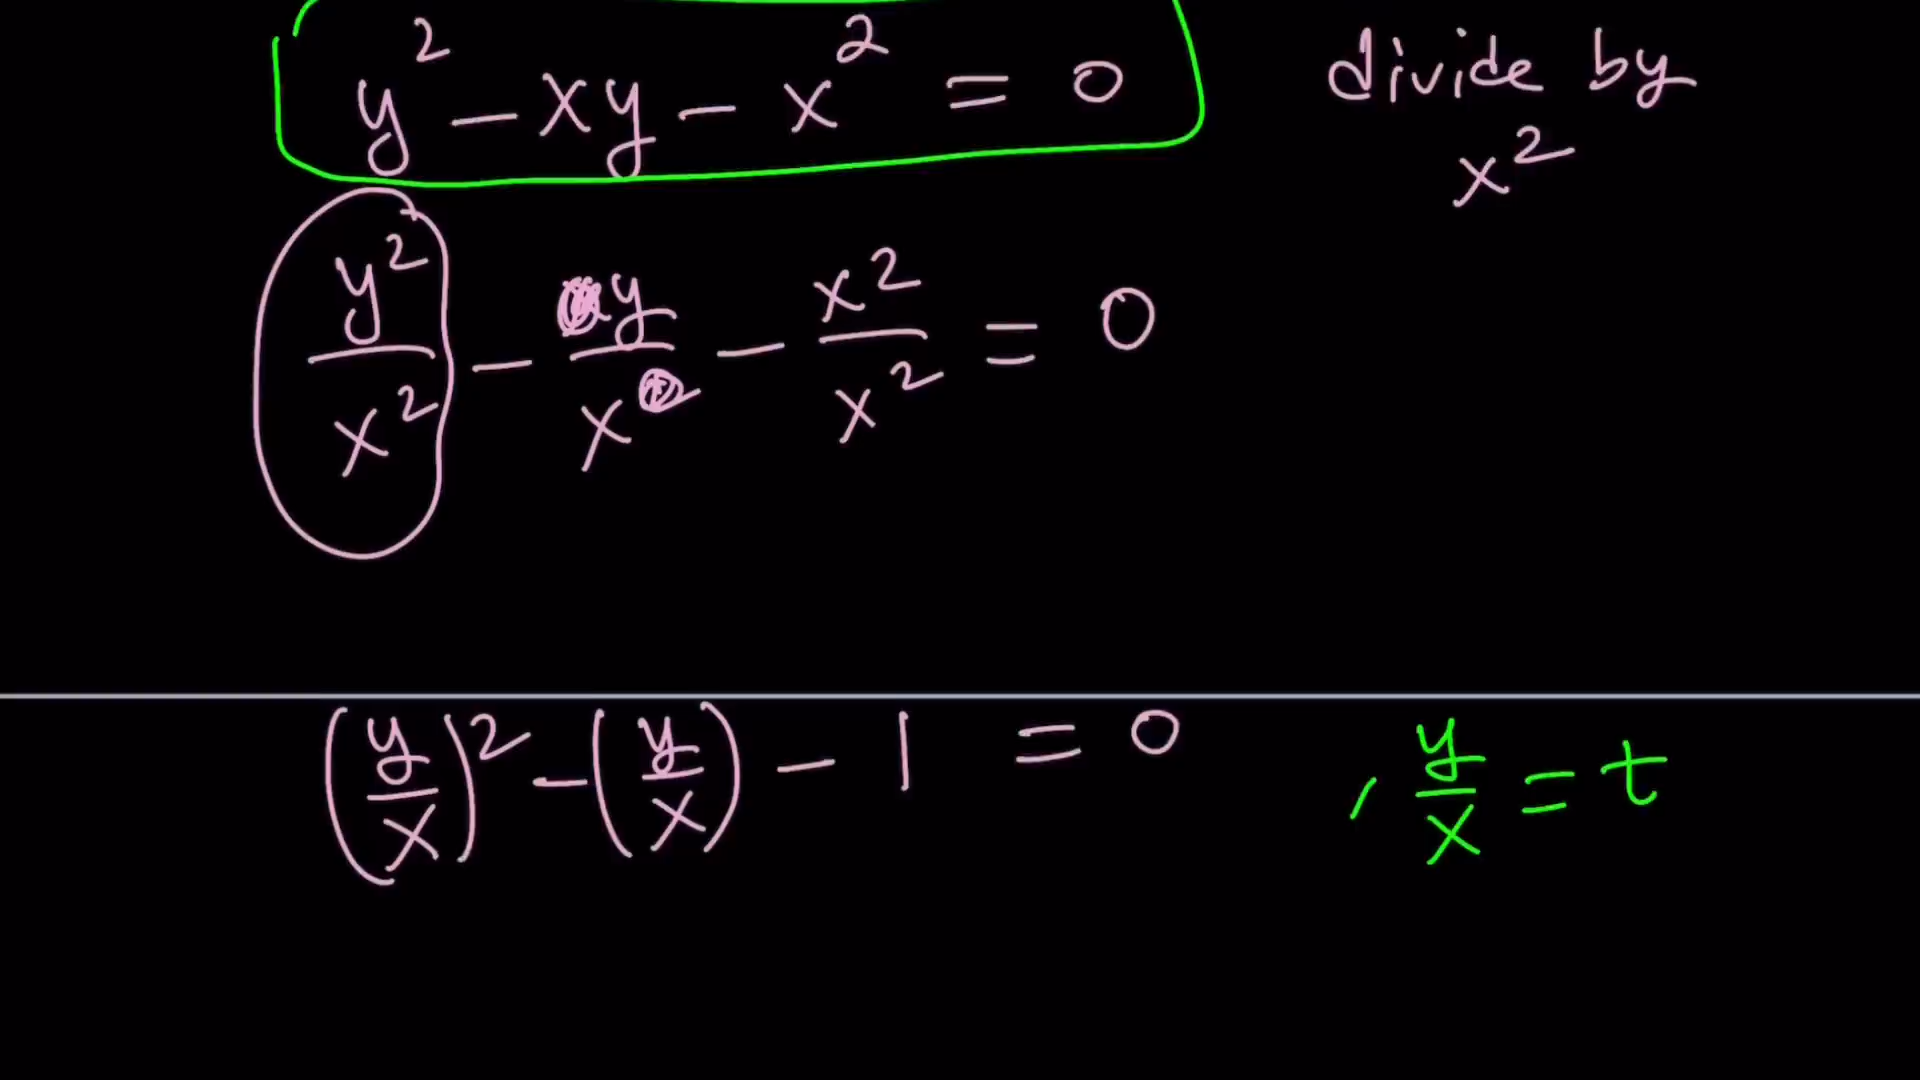 y² - xy - x² = 0 divide by x²
y²/x² - y/x - x²/x² = 0
(y/x)² - (y/x) - 1 = 0 , y/x = t